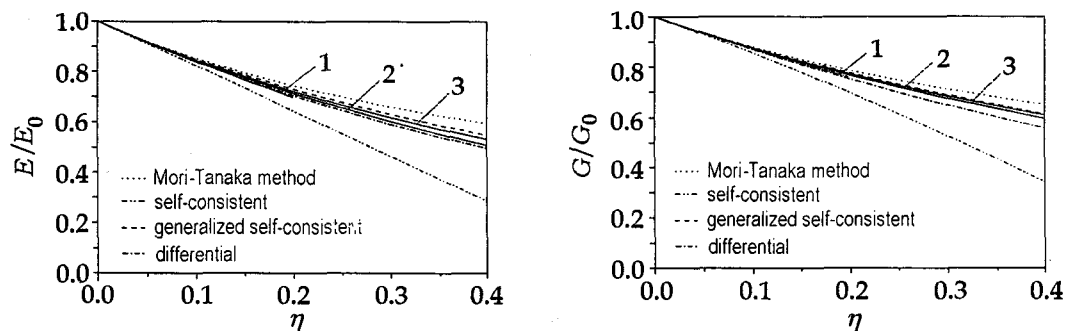 1.0
0.8
0.6
0.4
0.2
0.0
E/E0
1
2
3
Mori-Tanaka method
self-consistent
generalized self-consistent
differential
0.0
0.1
0.2
0.3
0.4
η
1.0
0.8
0.6
0.4
0.2
0.0
G/G0
1
2
3
Mori-Tanaka method
self-consistent
generalized self-consistent
differential
0.0
0.1
0.2
0.3
0.4
η